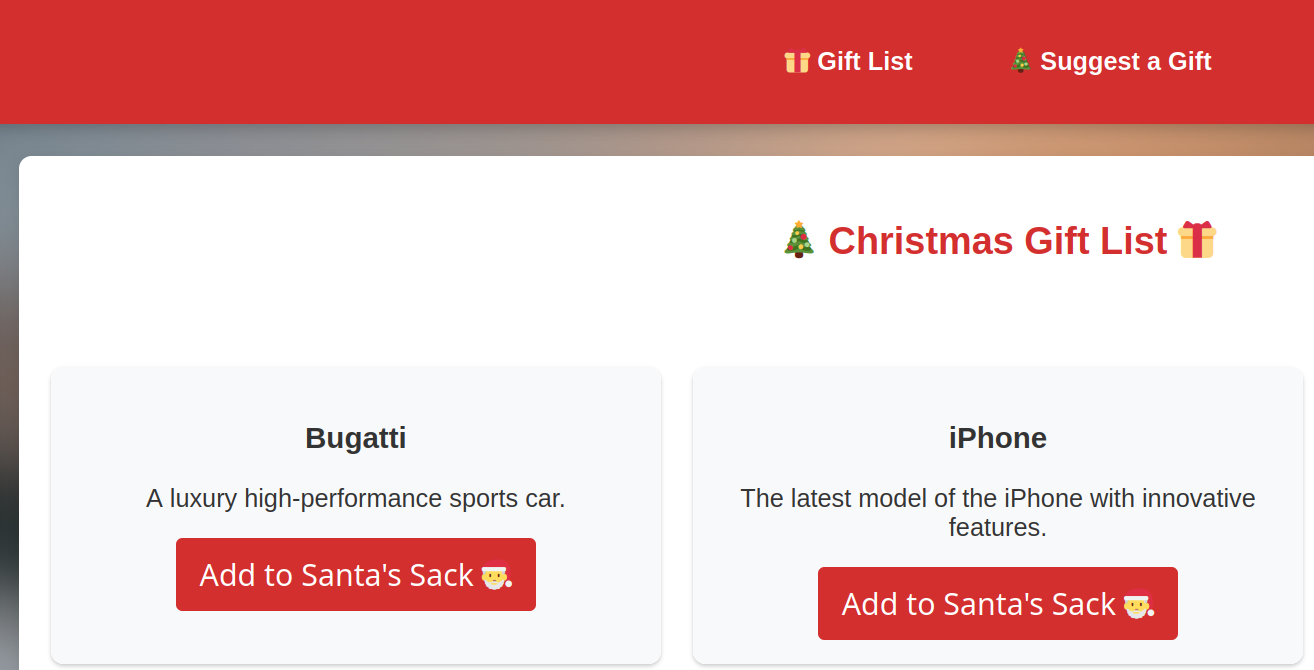 🎁 Gift List
🎄 Suggest a Gift
🎄 Christmas Gift List 🎁
Bugatti
A luxury high-performance sports car.
Add to Santa's Sack 🎅
iPhone
The latest model of the iPhone with innovative
features.
Add to Santa's Sack 🎅